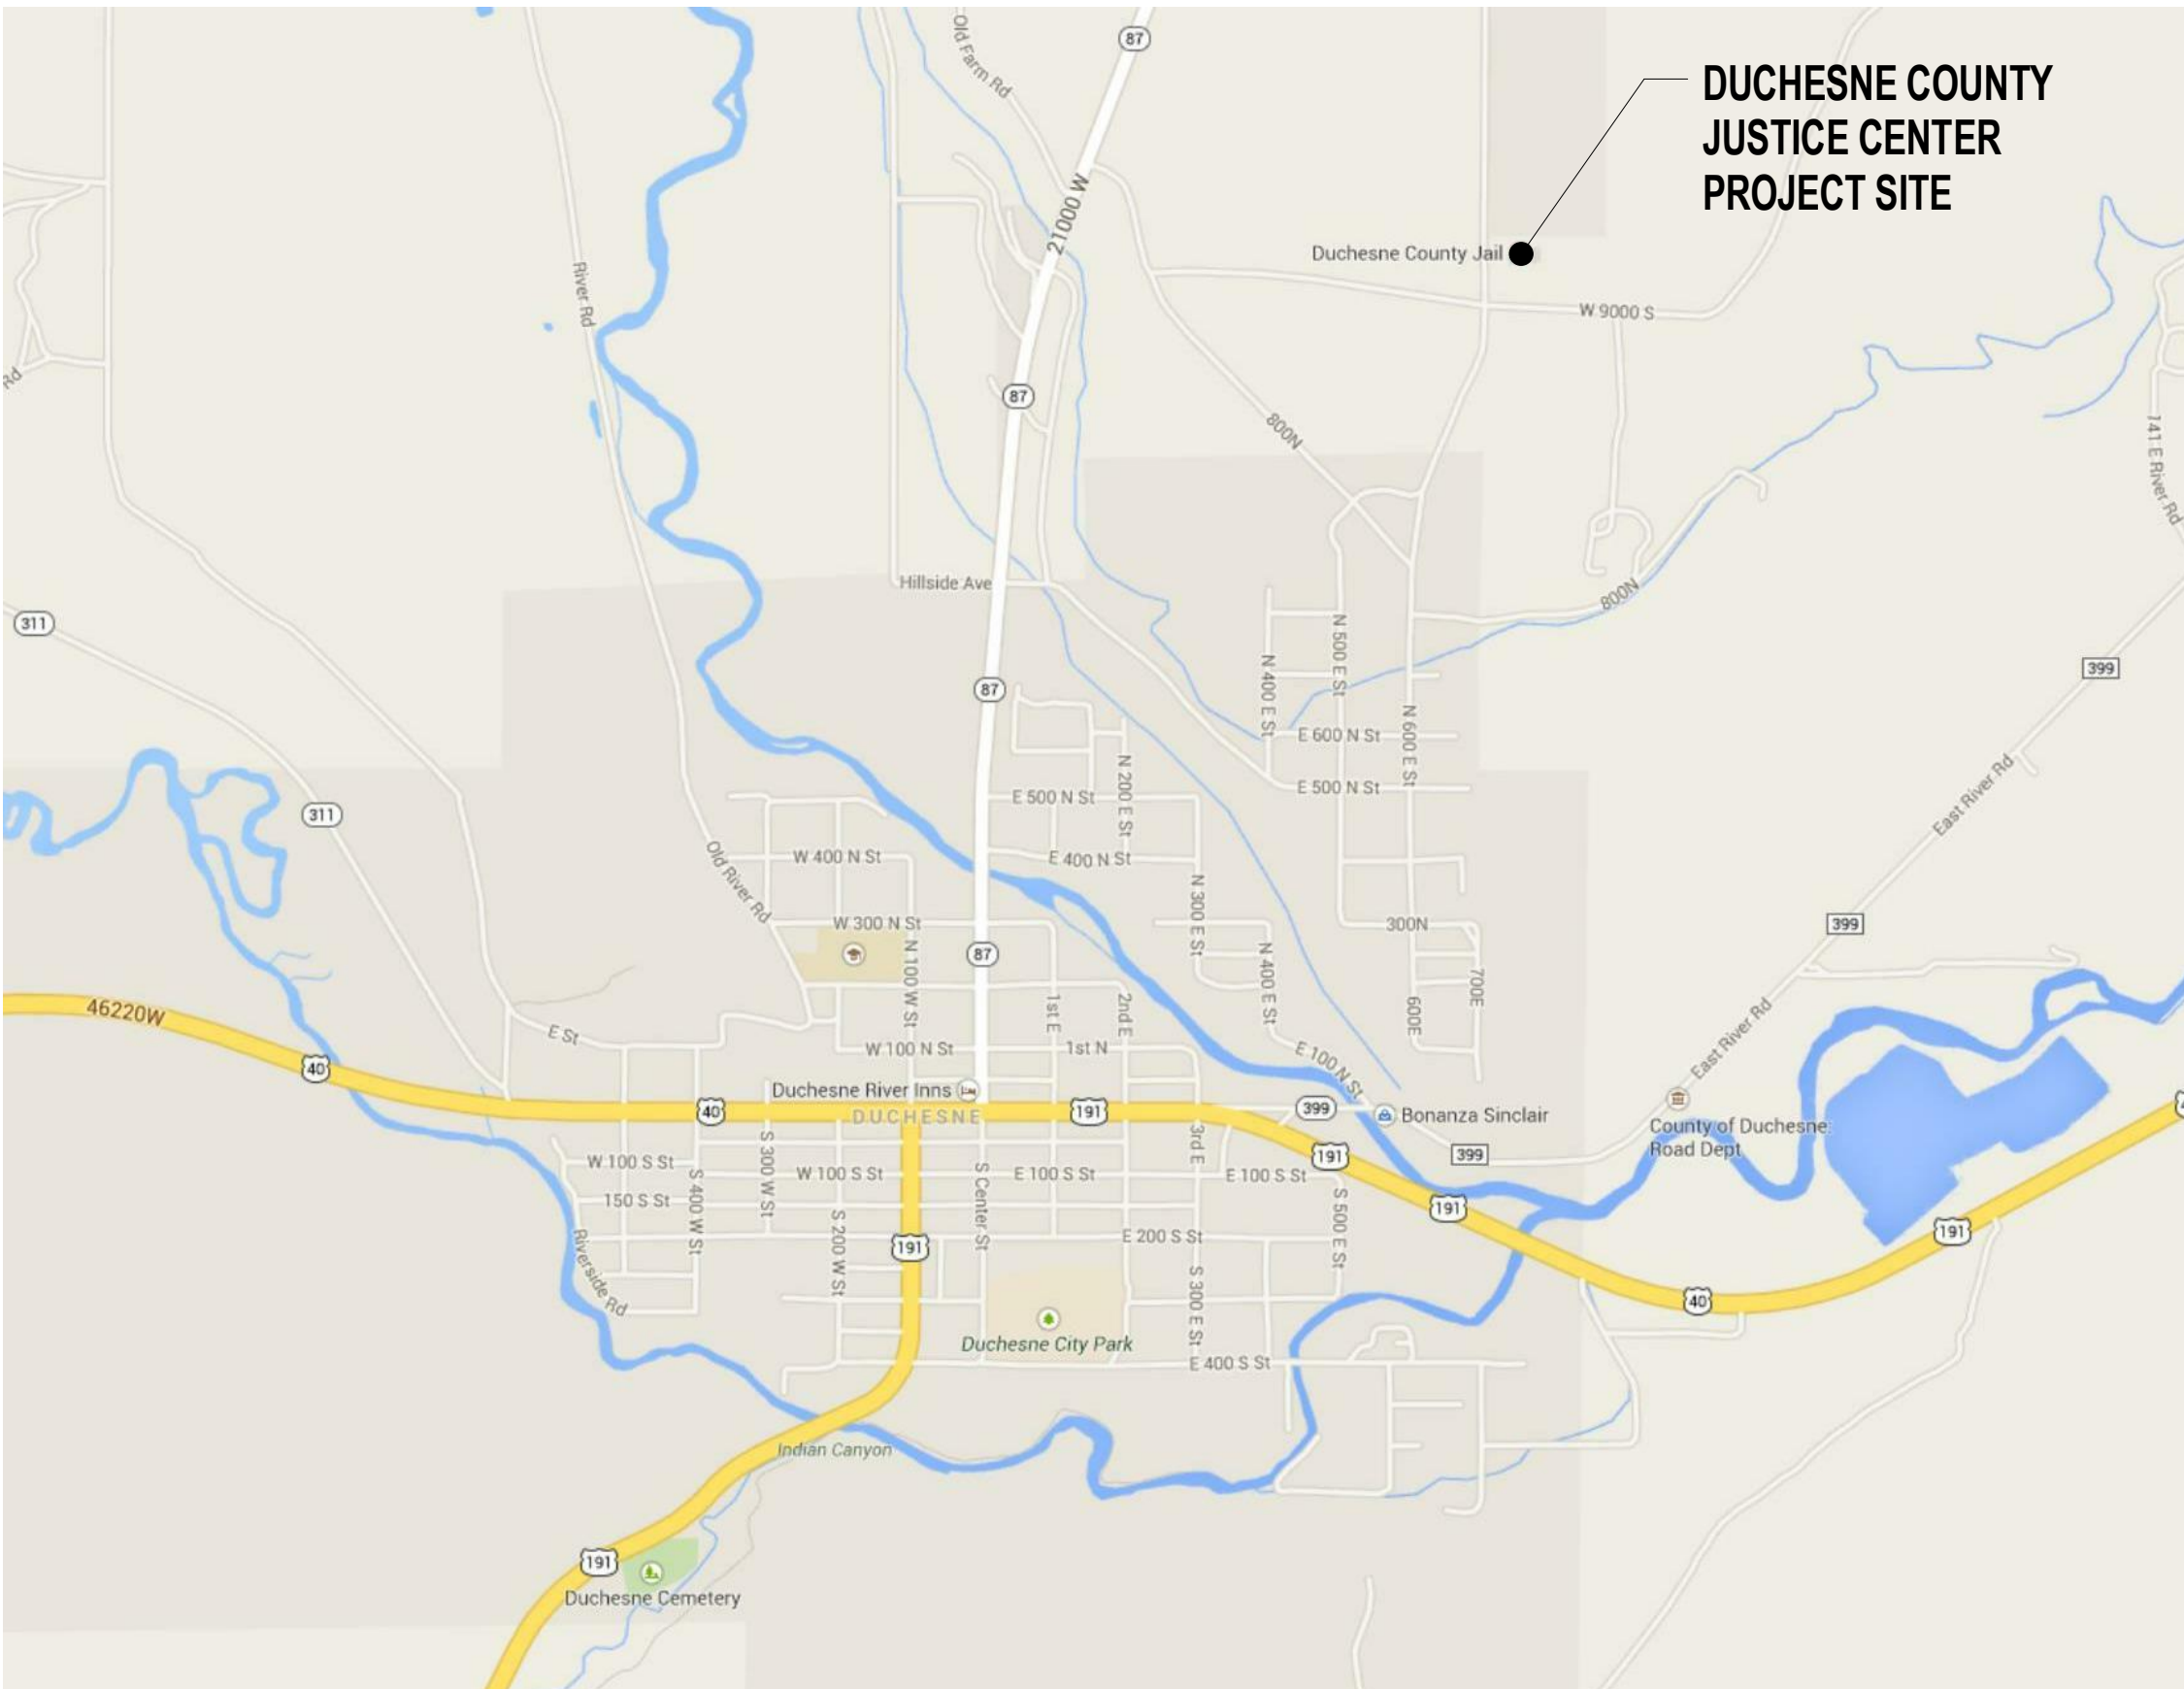 Old Farm Rd
87
DUCHESNE COUNTY
JUSTICE CENTER
PROJECT SITE
21000 W
Duchesne County Jail
River Rd
W 9000 S
Rd
87
800N
141 E River Rd
Hillside Ave
800N
311
N 500 E St
N 400 E St
399
87
N 600 E St
E 600 N St
N 200 E St
E 500 N St
E 500 N St
East River Rd
311
Old River Rd
W 400 N St
E 400 N St
N 300 E St
W 300 N St
300N
399
N 100 W St
87
N 400 E St
700E
1st E
2nd E
600E
46220W
E St
East River Rd
W 100 N St
1st N
E 100 N St
40
Duchesne River Inns
40
DUCHESNE
191
399
Bonanza Sinclair
County of Duchesne:
Road Dept
S 300 W St
3rd E
191
399
W 100 S St
W 100 S St
E 100 S St
E 100 S St
S 400 W St
S Center St
150 S St
S 500 E St
191
S 200 W St
191
E 200 S St
191
Riverside Rd
S 300 E St
40
Duchesne City Park
E 400 S St
Indian Canyon
191
Duchesne Cemetery